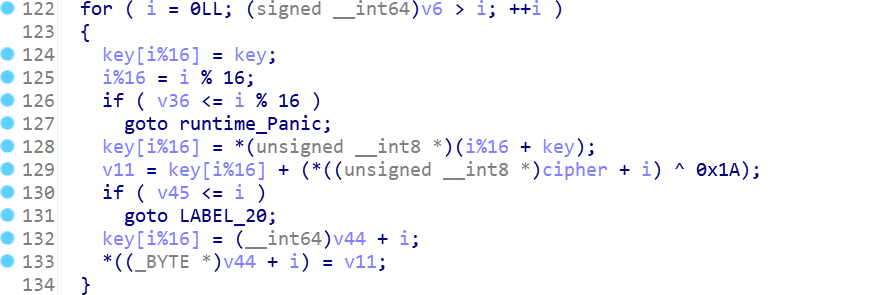 122 for ( i = 0LL; (signed __int64)v6 > i; ++i )
123 {
124 key[i%16] = key;
125 i%16 = i % 16;
126 if ( v36 <= i % 16 )
127 goto runtime_Panic;
128 key[i%16] = *(unsigned __int8 *)(i%16 + key);
129 v11 = key[i%16] + (*((unsigned __int8 *)cipher + i) ^ 0x1A);
130 if ( v45 <= i )
131 goto LABEL_20;
132 key[i%16] = (__int64)v44 + i;
133 *((_BYTE *)v44 + i) = v11;
134 }